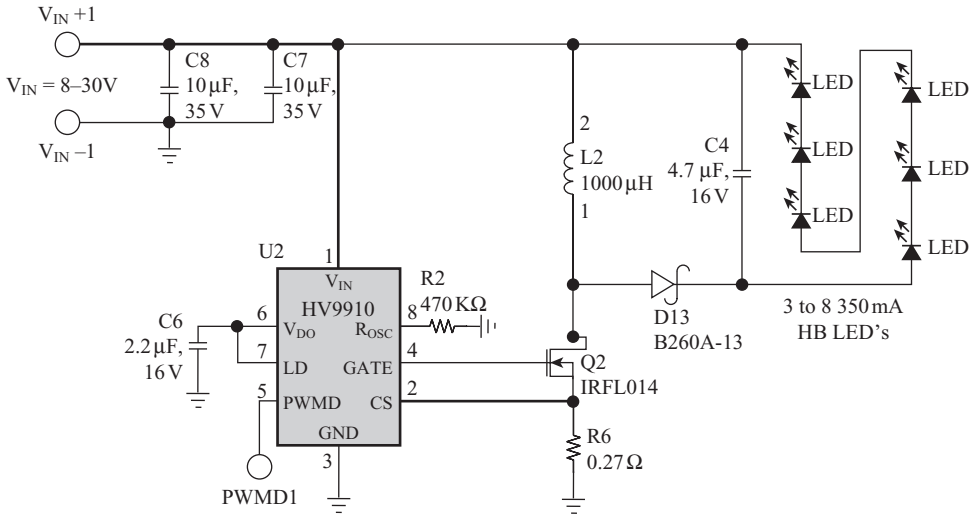 V_IN +1
V_IN = 8–30V
V_IN –1
C8
10 µF,
35 V
C7
10 µF,
35 V
2
L2
1000 µH
1
C4
4.7 µF,
16 V
LED
LED
LED
LED
LED
LED
3 to 8 350 mA
HB LED's
D13
B260A-13
U2
1
V_IN
HV9910
R2
470 KΩ
8
R_OSC
C6
2.2 µF,
16 V
6
V_DO
7
LD
4
GATE
Q2
IRFL014
5
PWMD
2
CS
GND
3
R6
0.27 Ω
PWMD1